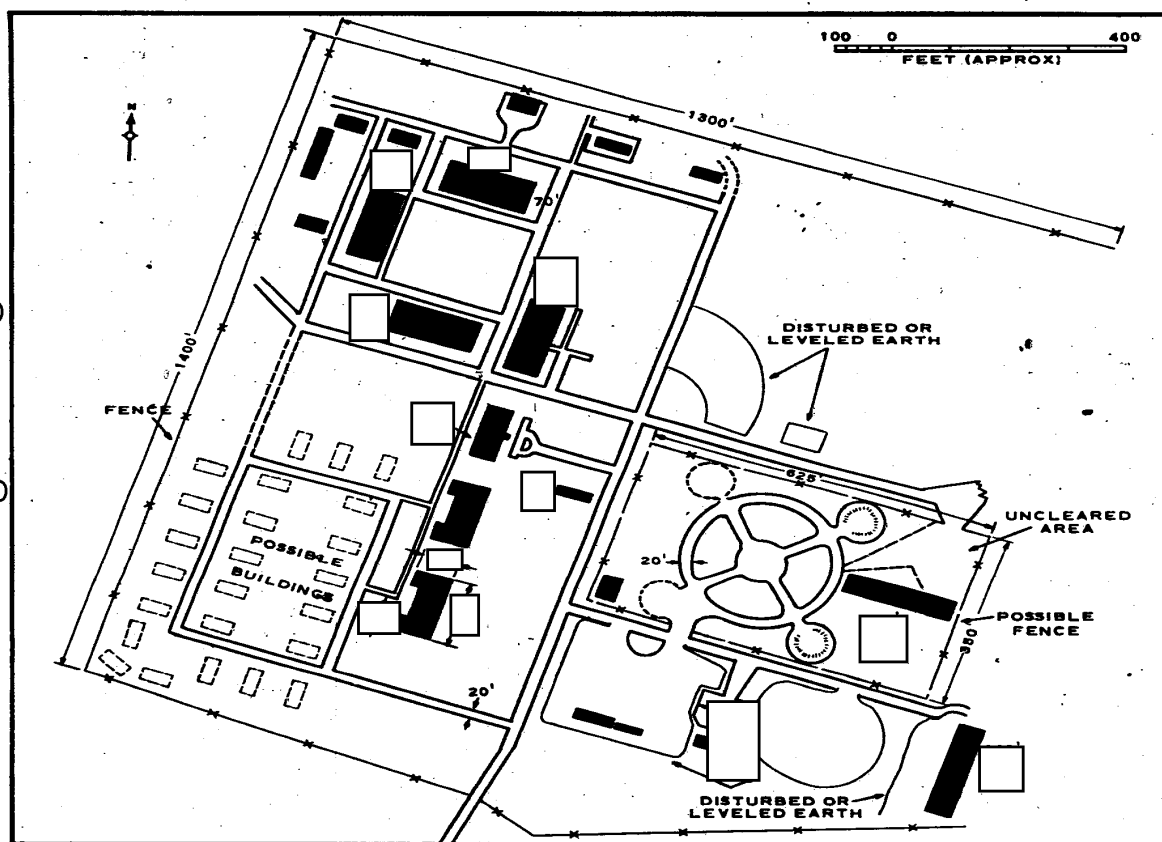 100 0 400
FEET (APPROX)
N
1300'
70'
1400'
DISTURBED OR
LEVELED EARTH
FENCE
625
UNCLEARED
AREA
20'
POSSIBLE
BUILDINGS
POSSIBLE
FENCE
20'
DISTURBED OR
LEVELED EARTH